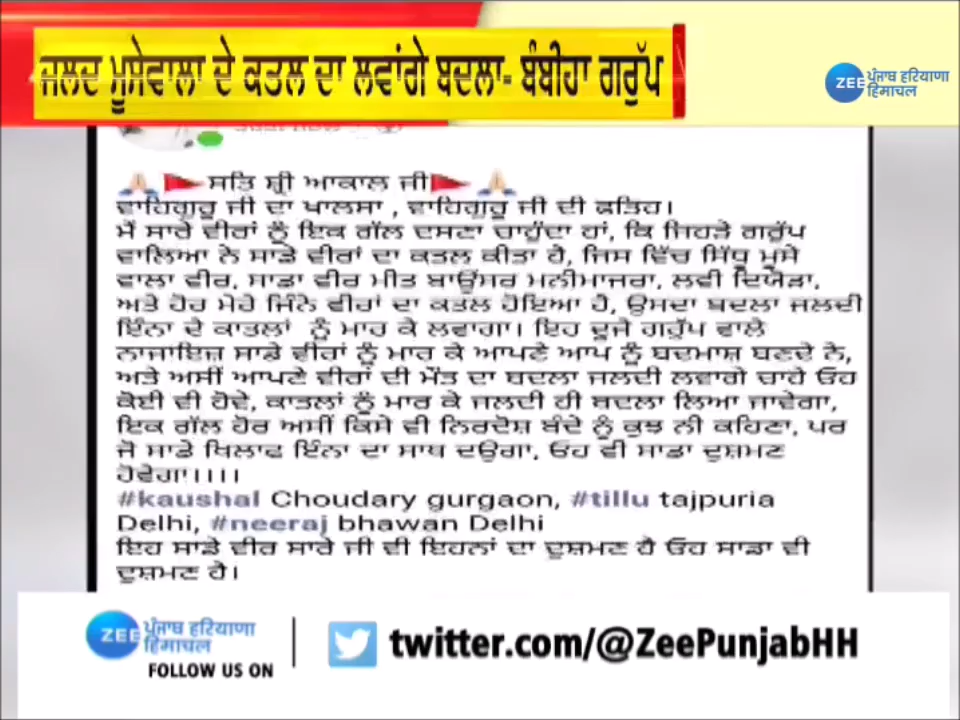 ਜਲਦ ਮੂਸੇਵਾਲਾ ਦੇ ਕਤਲ ਦਾ ਲਵਾਂਗੇ ਬਦਲਾ- ਬੰਬੀਹਾ ਗਰੁੱਪ
ZEE ਪੰਜਾਬ हरियाणा हिमाचल
ਸਤਿ ਸ਼੍ਰੀ ਆਕਾਲ ਜੀ
ਵਾਹਿਗੁਰੂ ਜੀ ਦਾ ਖਾਲਸਾ , ਵਾਹਿਗੁਰੂ ਜੀ ਦੀ ਫ਼ਤਿਹ।
ਮੈਂ ਸਾਰੇ ਵੀਰਾਂ ਨੂੰ ਇਕ ਗੱਲ ਦਸਣਾ ਚਾਹੁੰਦਾ ਹਾਂ, ਕਿ ਜਿਹੜੇ ਗਰੁੱਪ
ਵਾਲਿਆ ਨੇ ਸਾਡੇ ਵੀਰਾਂ ਦਾ ਕਤਲ ਕੀਤਾ ਹੈ, ਜਿਸ ਵਿੱਚ ਸਿੱਧੂ ਮੂਸੇ
ਵਾਲਾ ਵੀਰ, ਸਾਡਾ ਵੀਰ ਮੀਤ ਬਾਊਂਸਰ ਮਨੀਮਾਜਰਾ, ਲਵੀ ਦਿਓੜਾ,
ਅਤੇ ਹੋਰ ਮੇਰੇ ਜਿੰਨੇ ਵੀਰਾਂ ਦਾ ਕਤਲ ਹੋਇਆ ਹੈ, ਉਸਦਾ ਬਦਲਾ ਜਲਦੀ
ਇੰਨਾ ਦੇ ਕਾਤਲਾਂ ਨੂੰ ਮਾਰ ਕੇ ਲਵਾਗਾ। ਇਹ ਦੂਜੇ ਗਰੁੱਪ ਵਾਲੇ
ਨਾਜਾਇਜ਼ ਸਾਡੇ ਵੀਰਾਂ ਨੂੰ ਮਾਰ ਕੇ ਆਪਣੇ ਆਪ ਨੂੰ ਬਦਮਾਸ਼ ਬਣਦੇ ਨੇ,
ਅਤੇ ਅਸੀਂ ਆਪਣੇ ਵੀਰਾਂ ਦੀ ਮੌਤ ਦਾ ਬਦਲਾ ਜਲਦੀ ਲਵਾਗੇ ਚਾਹੇ ਓਹ
ਕੋਈ ਵੀ ਹੋਵੇ, ਕਾਤਲਾਂ ਨੂੰ ਮਾਰ ਕੇ ਜਲਦੀ ਹੀ ਬਦਲਾ ਲਿਆ ਜਾਵੇਗਾ,
ਇਕ ਗੱਲ ਹੋਰ ਅਸੀਂ ਕਿਸੇ ਵੀ ਨਿਰਦੋਸ਼ ਬੰਦੇ ਨੂੰ ਕੁਝ ਨੀ ਕਹਿਣਾ, ਪਰ
ਜੋ ਸਾਡੇ ਖਿਲਾਫ ਇੰਨਾ ਦਾ ਸਾਥ ਦਊਗਾ, ਓਹ ਵੀ ਸਾਡਾ ਦੁਸ਼ਮਣ
ਹੋਵੇਗਾ।।।।
#kaushal Choudary gurgaon, #tillu tajpuria
Delhi, #neeraj bhawan Delhi
ਇਹ ਸਾਡੇ ਵੀਰ ਸਾਰੇ ਜੀ ਵੀ ਇਹਨਾਂ ਦਾ ਦੁਸ਼ਮਣ ਹੈ ਓਹ ਸਾਡਾ ਵੀ
ਦੁਸ਼ਮਣ ਹੈ।
ZEE ਪੰਜਾਬ हरियाणा हिमाचल
FOLLOW US ON
twitter.com/@ZeePunjabHH